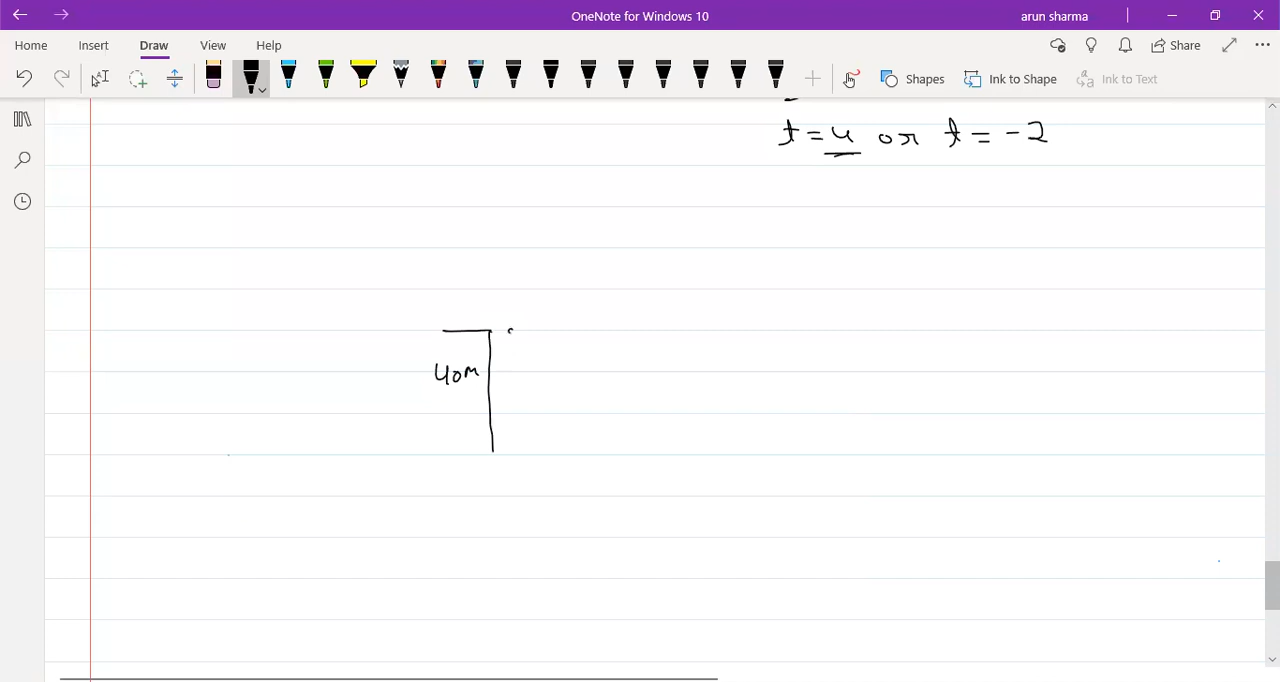 OneNote for Windows 10
arun sharma
Home Insert Draw View Help
Share
Shapes Ink to Shape Ink to Text
t = 4 or t = -2
40m